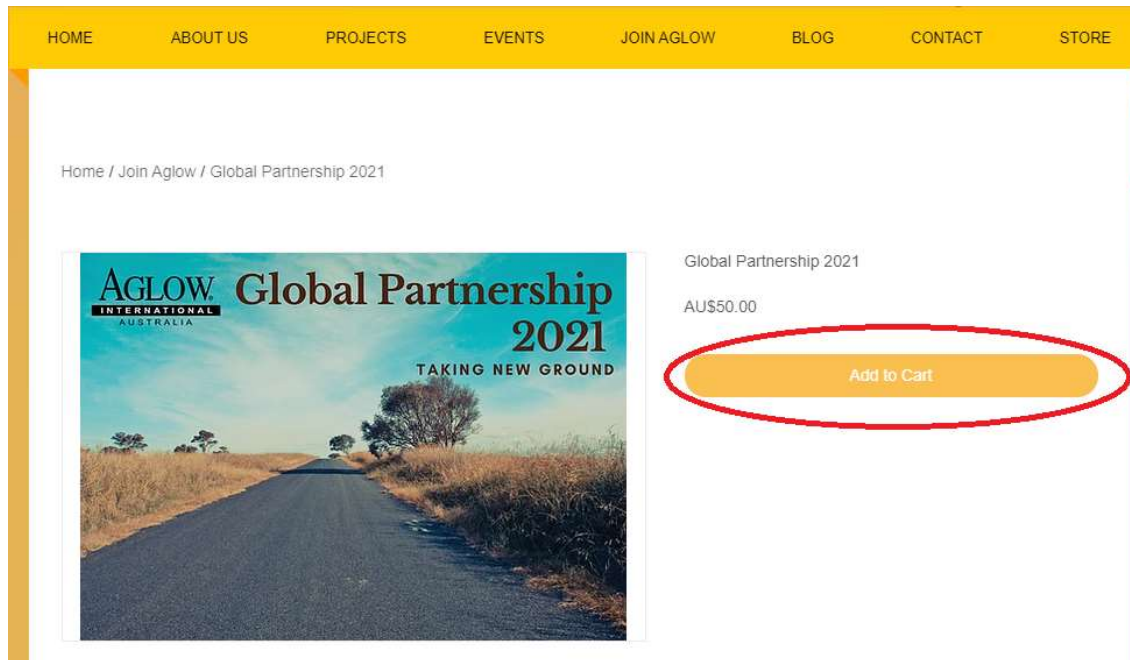 HOME ABOUT US PROJECTS EVENTS JOIN AGLOW BLOG CONTACT STORE
Home / Join Aglow / Global Partnership 2021
AGLOW®
INTERNATIONAL
AUSTRALIA
Global Partnership
2021
TAKING NEW GROUND
Global Partnership 2021
AU$50.00
Add to Cart